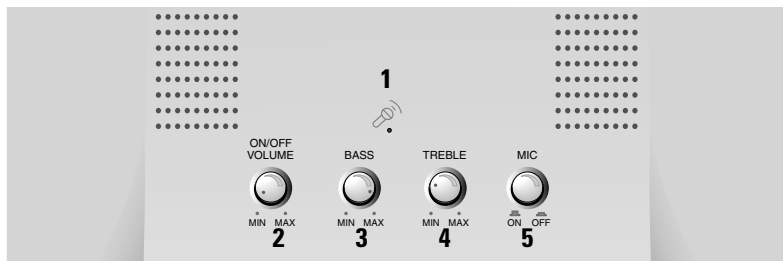 1
ON/OFF
VOLUME BASS TREBLE MIC
MIN MAX MIN MAX MIN MAX ON OFF
2 3 4 5